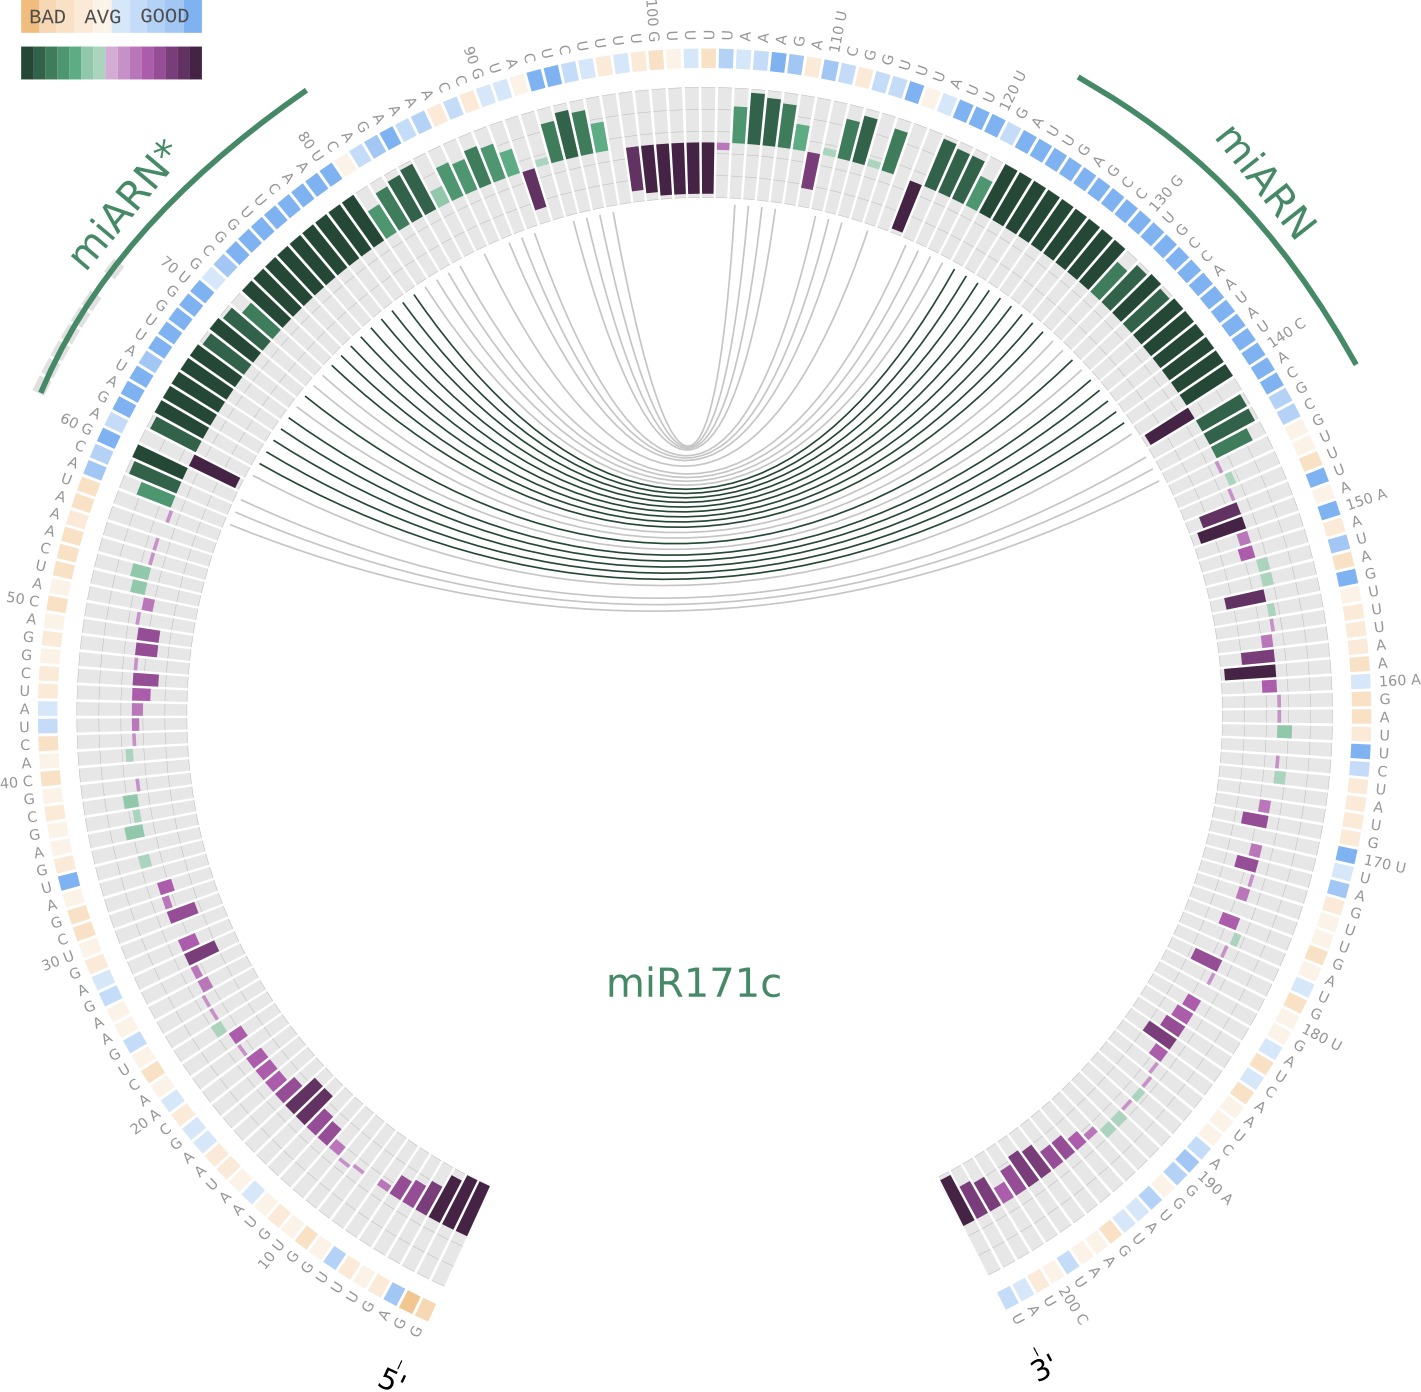 BAD AVG GOOD
miARN*
miARN
miR171c
5'
3'
G G A G U U U G G 10 U
G U A A U A A G C 20 A
A C U G A A G A G 30 U
C G A U G A G C G 40 C
A C U A U C G G A 50 C
A U C A A A U A C 60 G
A G A U A U U G G 70 U
G C G G U U C A A 80 U
C A G A A A A C C 90 G
U A C U C U U U U 100 G
U U U U A A A G A 110 U
C G G U U U A U U 120 U
G A U U G A G C C 130 G
U G C C A A U A U 140 C
A C G C G U U U A 150 A
A U A G U U U A A 160 A
G A U U C U A U G 170 U
U A G U U G A U G 180 U
G A U C A U C A 190 A
G G U A U G A A U 200 C
U A U